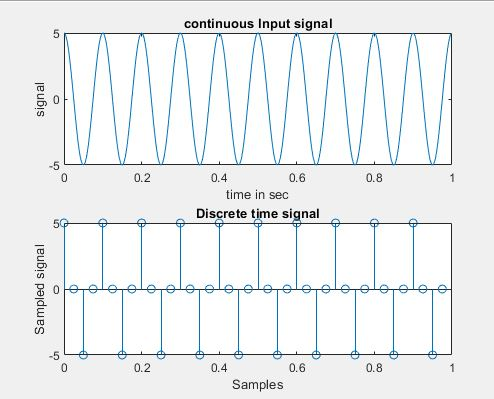 continuous Input signal
5
0
-5
signal
0 0.2 0.4 0.6 0.8 1
time in sec
Discrete time signal
5
0
-5
Sampled signal
0 0.2 0.4 0.6 0.8 1
Samples